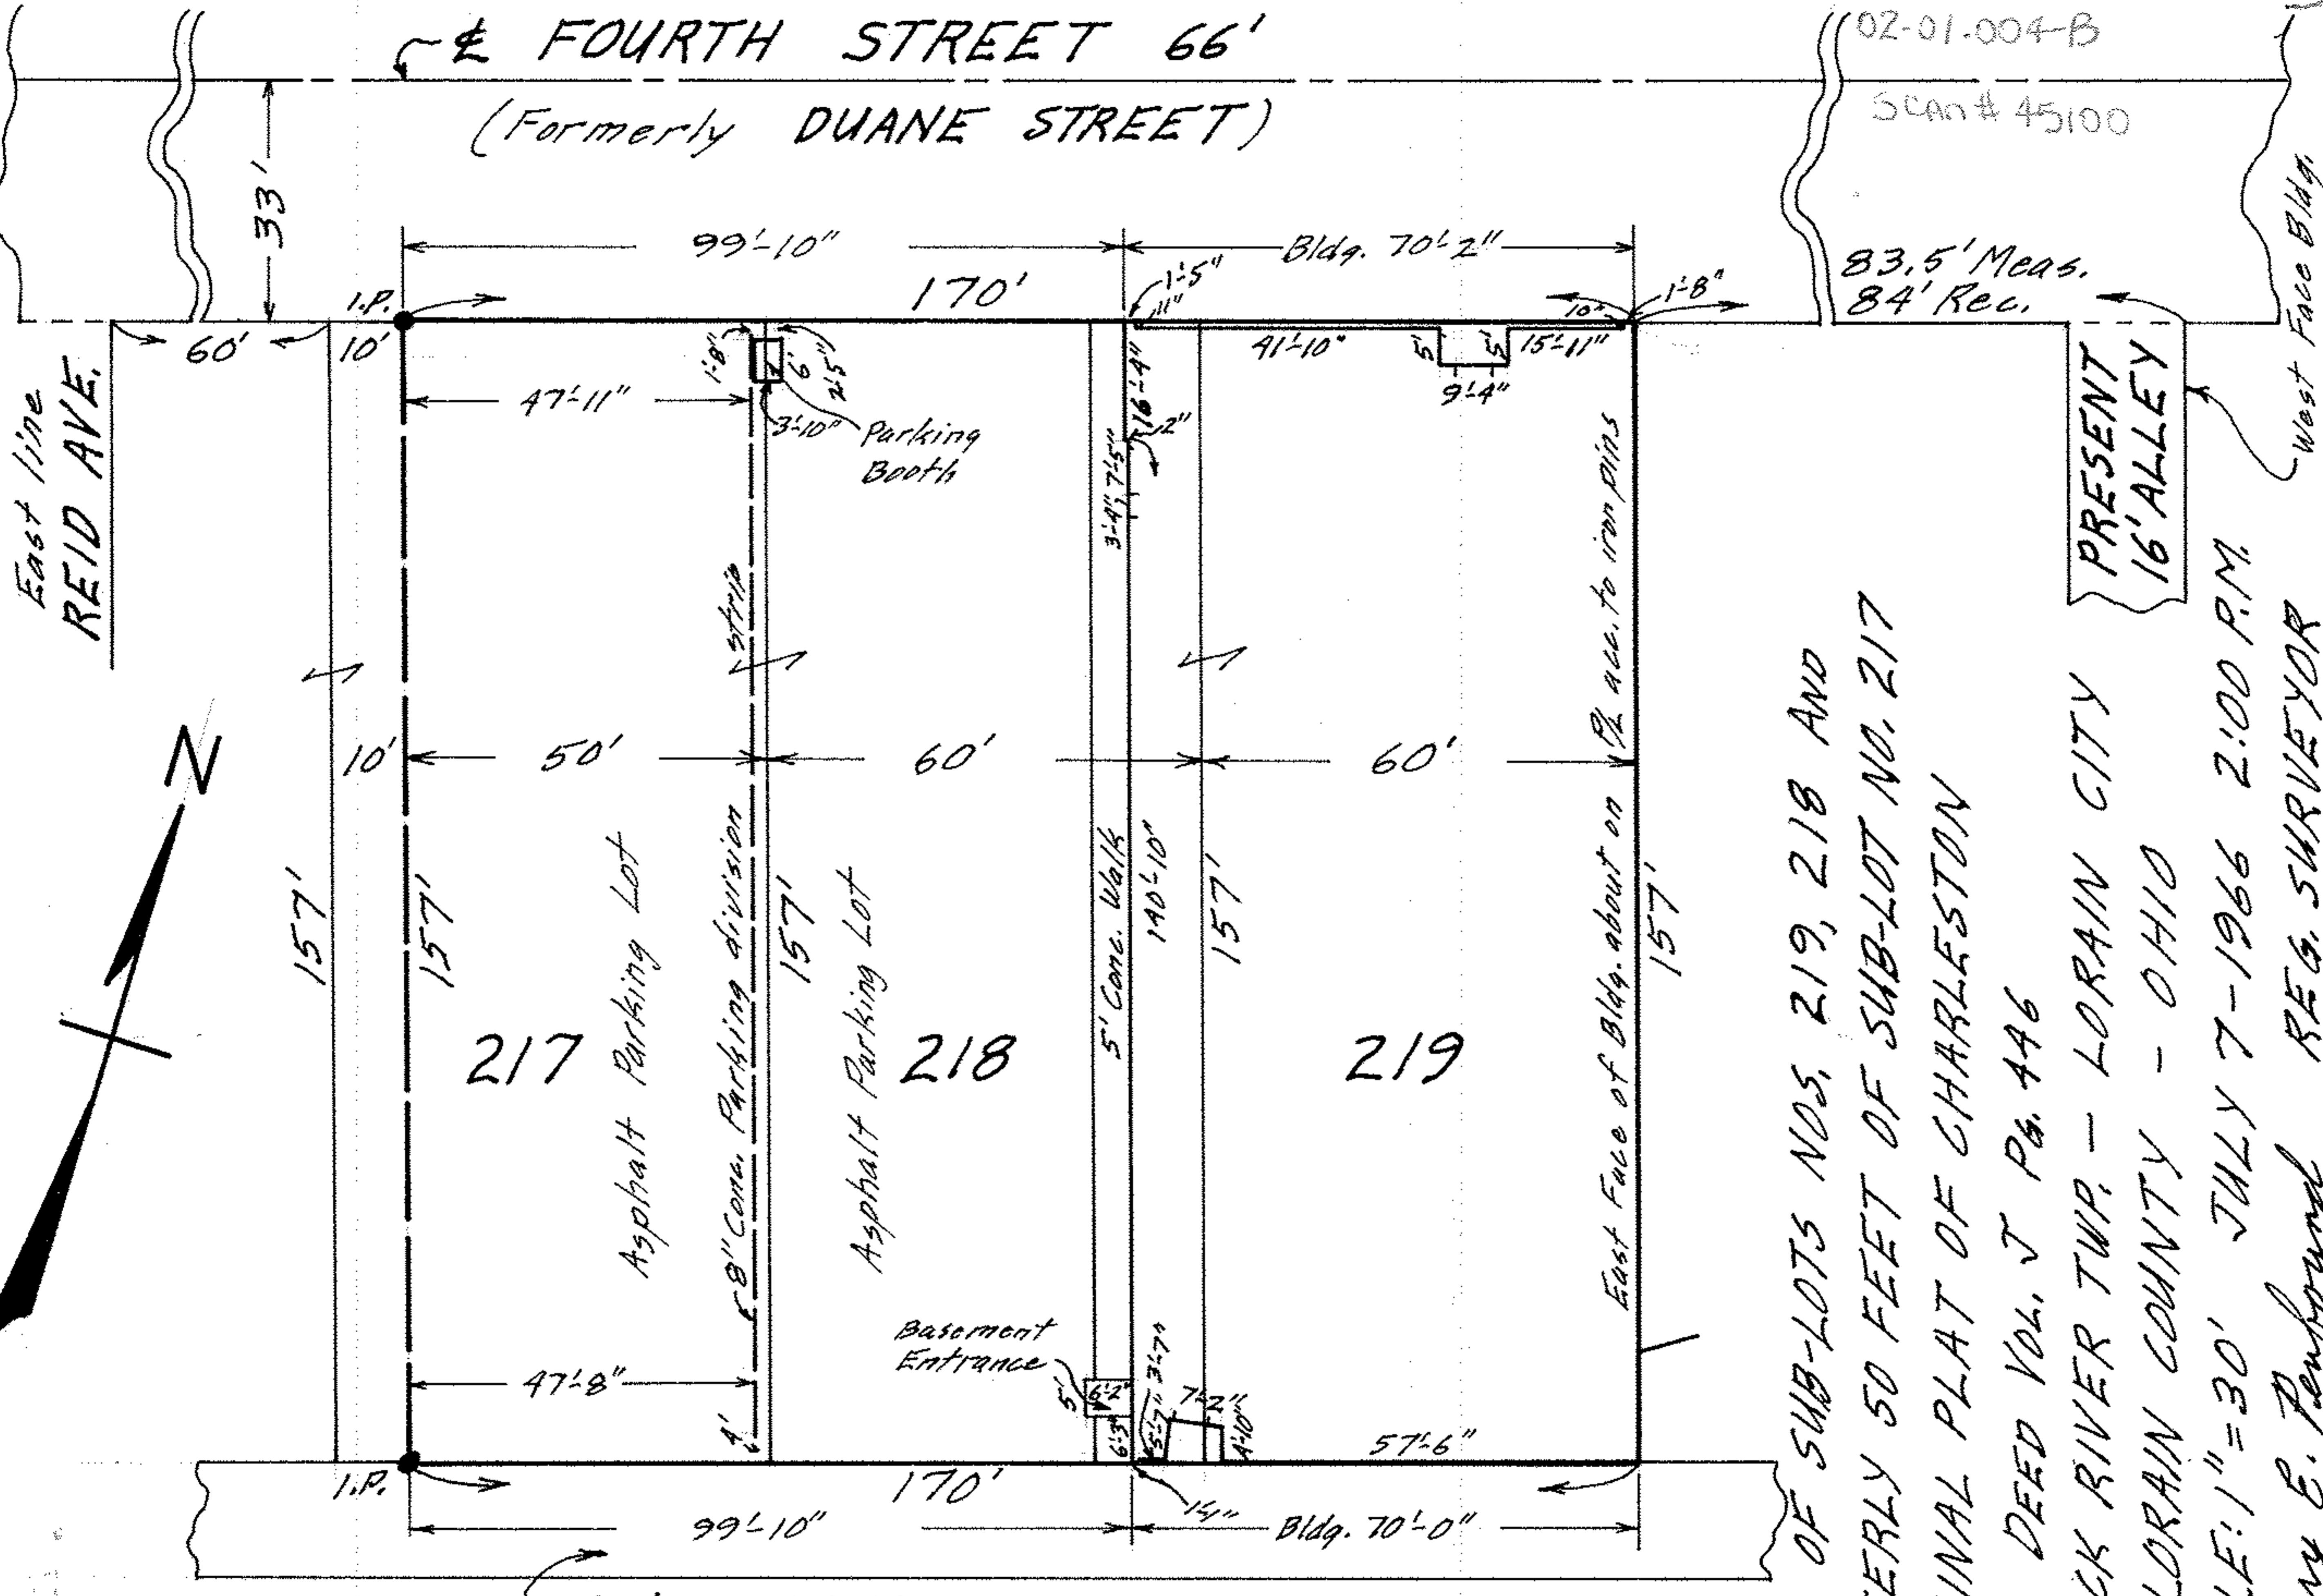 ℄ FOURTH STREET 66'
(Formerly DUANE STREET)
02-01.004-B
SCAn # 45100
33'
99'-10"
Bldg. 70'-2"
83.5' Meas.
84' Rec.
West Face Bldg.
I.P.
170'
1'-5"
11"
10"
1'-8"
60'
10'
East line
REID AVE.
1'-8"
6'
2'-5"
41'-10"
5'
5'
15'-11"
9'-4"
47'-11"
3'-10"
Parking
Booth
16'-4"
2"
7'-5"
3'-4"
PRESENT
16' ALLEY
N
strip
10'
50'
60'
60'
157'
157'
157'
157'
157'
Asphalt Parking Lot
8" Conc. Parking division
Asphalt Parking Lot
5' Conc. Walk
140'-10"
East Face of Bldg. about on P/L acc. to iron pins
217
218
219
Basement
Entrance
47'-8"
4'
5'
6'-2"
6'-3"
5'-7"
3'-7"
7'-2"
4'-10"
57'-6"
I.P.
170'
99'-10"
Bldg. 70'-0"
OF SUB-LOTS NOS. 219, 218 AND
ERLY 50 FEET OF SUB-LOT NO. 217
INAL PLAT OF CHARLESTON
DEED VOL. J PG. 446
CK RIVER TWP. - LORAIN CITY
LORAIN COUNTY - OHIO
LE: 1" = 30' JULY 7-1966 2:00 P.M.
E. Penhound REG. SURVEYOR